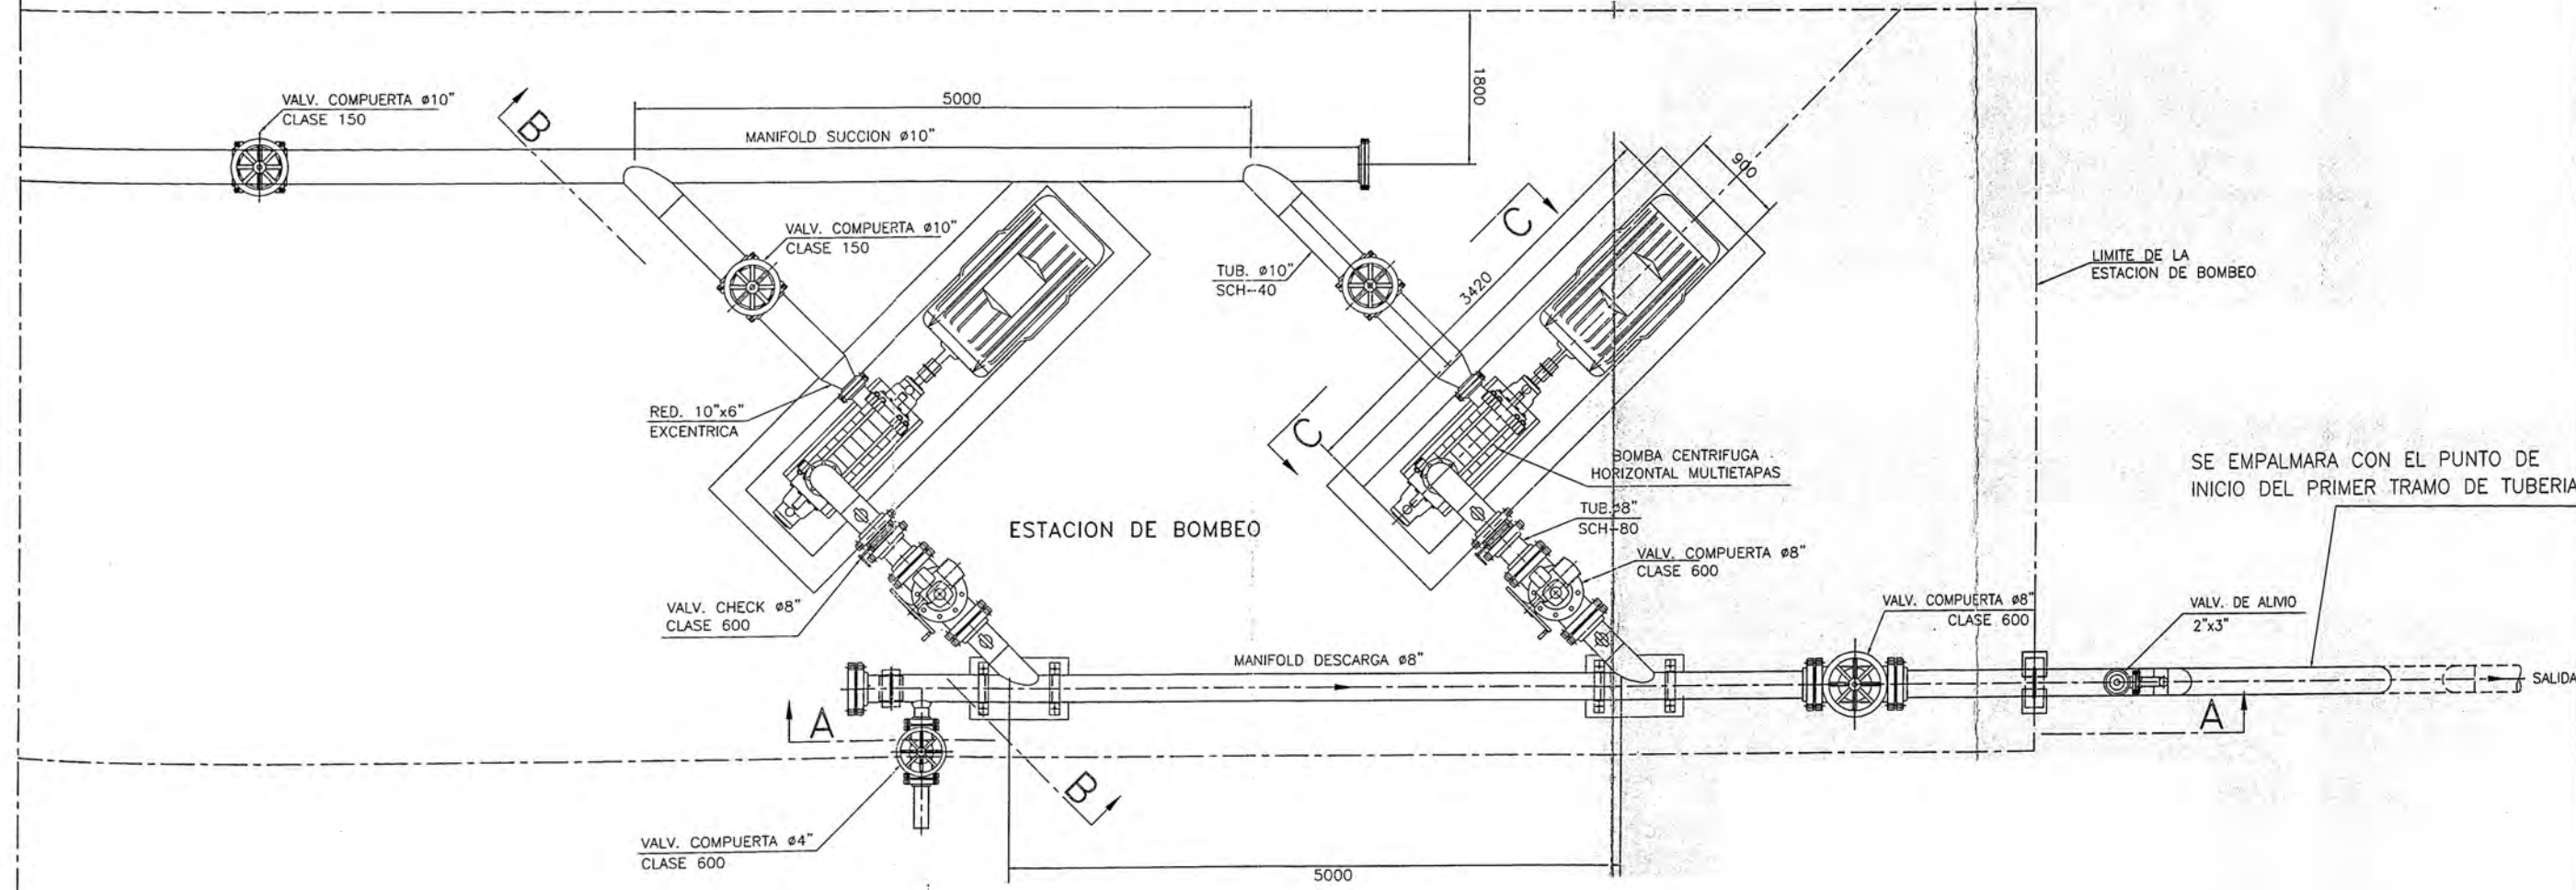 VALV. COMPUERTA ø10"
CLASE 150
B
5000
1800
MANIFOLD SUCCION ø10"
900
C
VALV. COMPUERTA ø10"
CLASE 150
TUB. ø10"
SCH-40
3420
LIMITE DE LA
ESTACION DE BOMBEO
RED. 10"x6"
EXCENTRICA
C
BOMBA CENTRIFUGA
HORIZONTAL MULTIETAPAS
SE EMPALMARA CON EL PUNTO DE
INICIO DEL PRIMER TRAMO DE TUBERIA
ESTACION DE BOMBEO
TUB. ø8"
SCH-80
VALV. COMPUERTA ø8"
CLASE 600
VALV. CHECK ø8"
CLASE 600
VALV. COMPUERTA ø8"
CLASE 600
VALV. DE ALIVIO
2"x3"
MANIFOLD DESCARGA ø8"
SALIDA
A
A
B
VALV. COMPUERTA ø4"
CLASE 600
5000